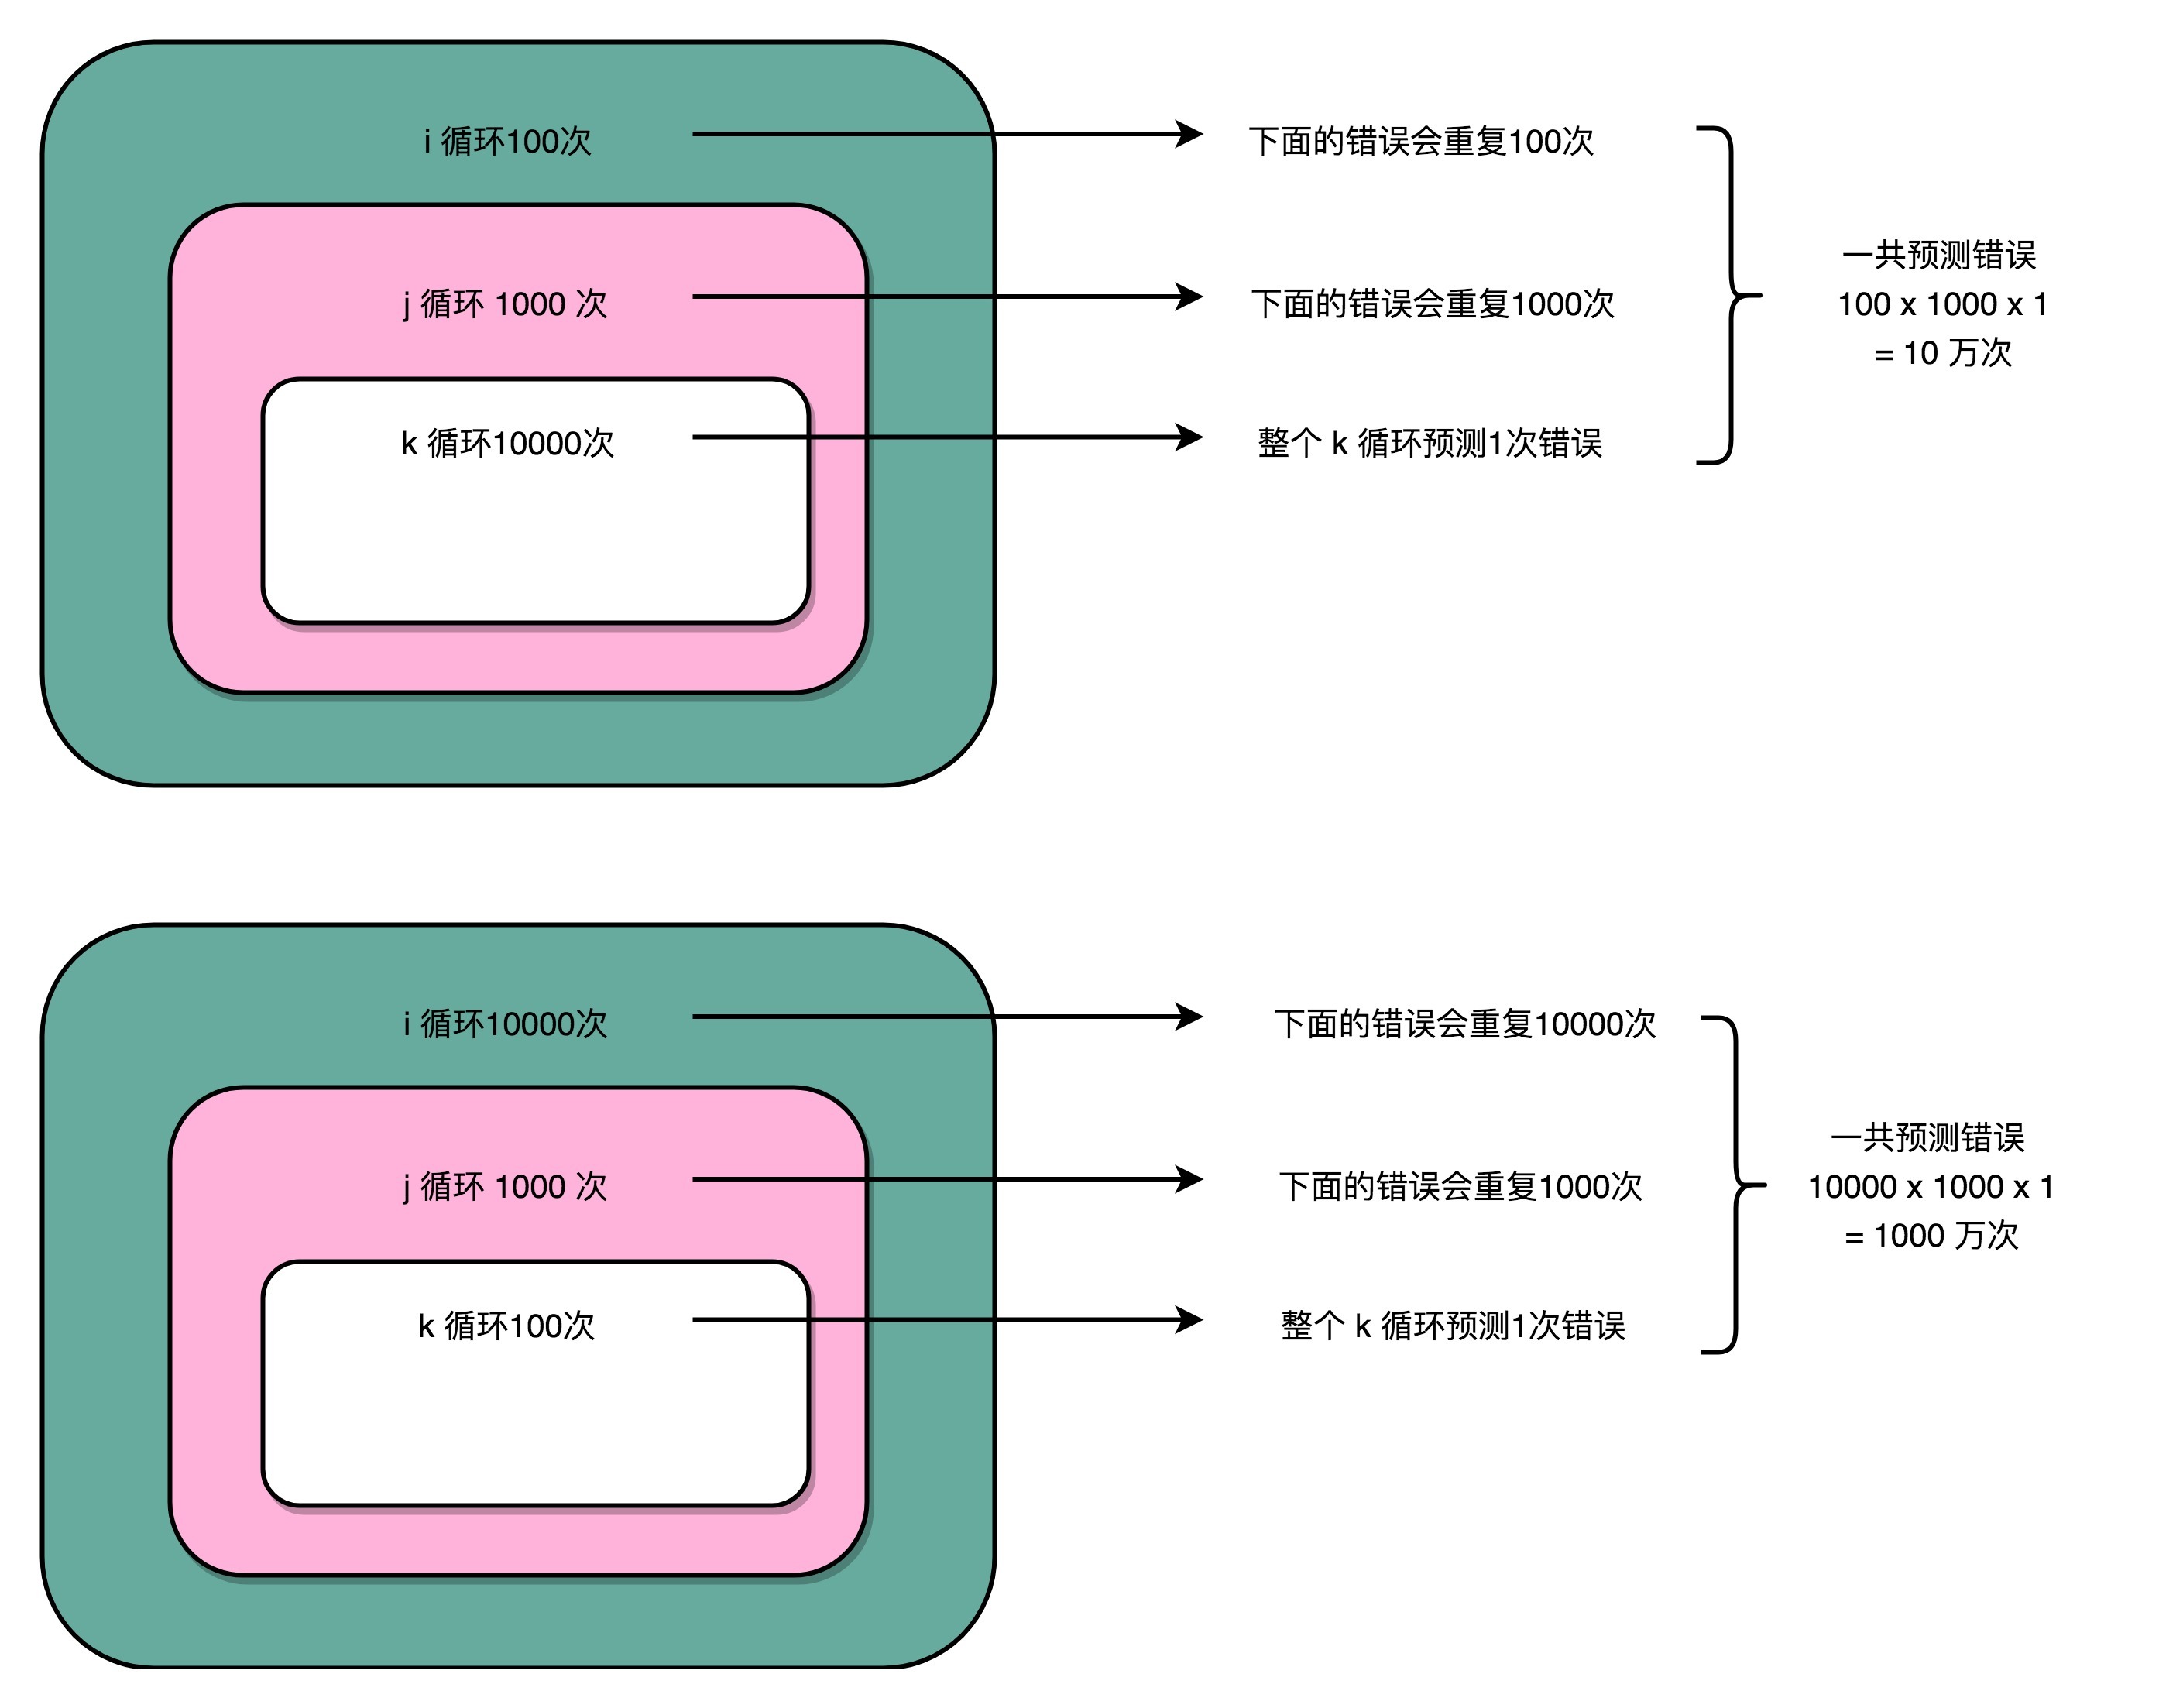 i 循环100次
下面的错误会重复100次
j 循环 1000 次
下面的错误会重复1000次
k 循环10000次
整个 k 循环预测1次错误
一共预测错误
100 x 1000 x 1
= 10 万次
i 循环10000次
下面的错误会重复10000次
j 循环 1000 次
下面的错误会重复1000次
k 循环100次
整个 k 循环预测1次错误
一共预测错误
10000 x 1000 x 1
= 1000 万次